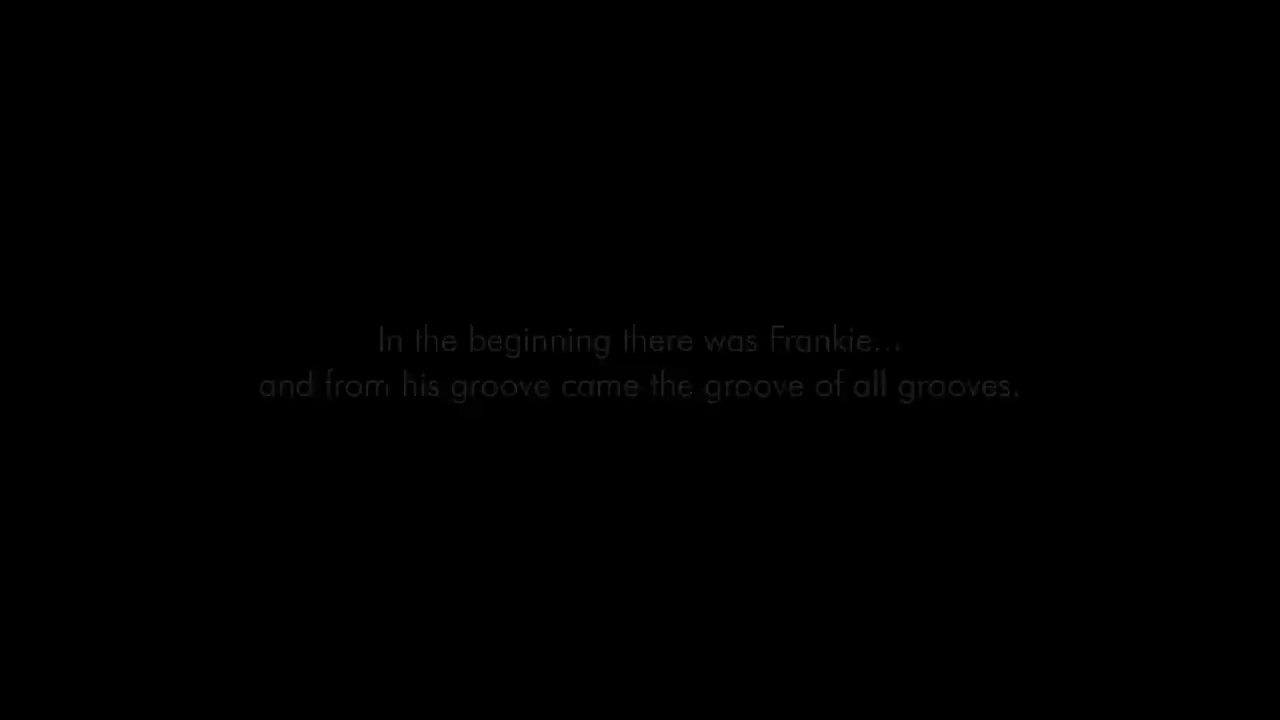 In the beginning there was Frankie...
and from his groove came the groove of all grooves.